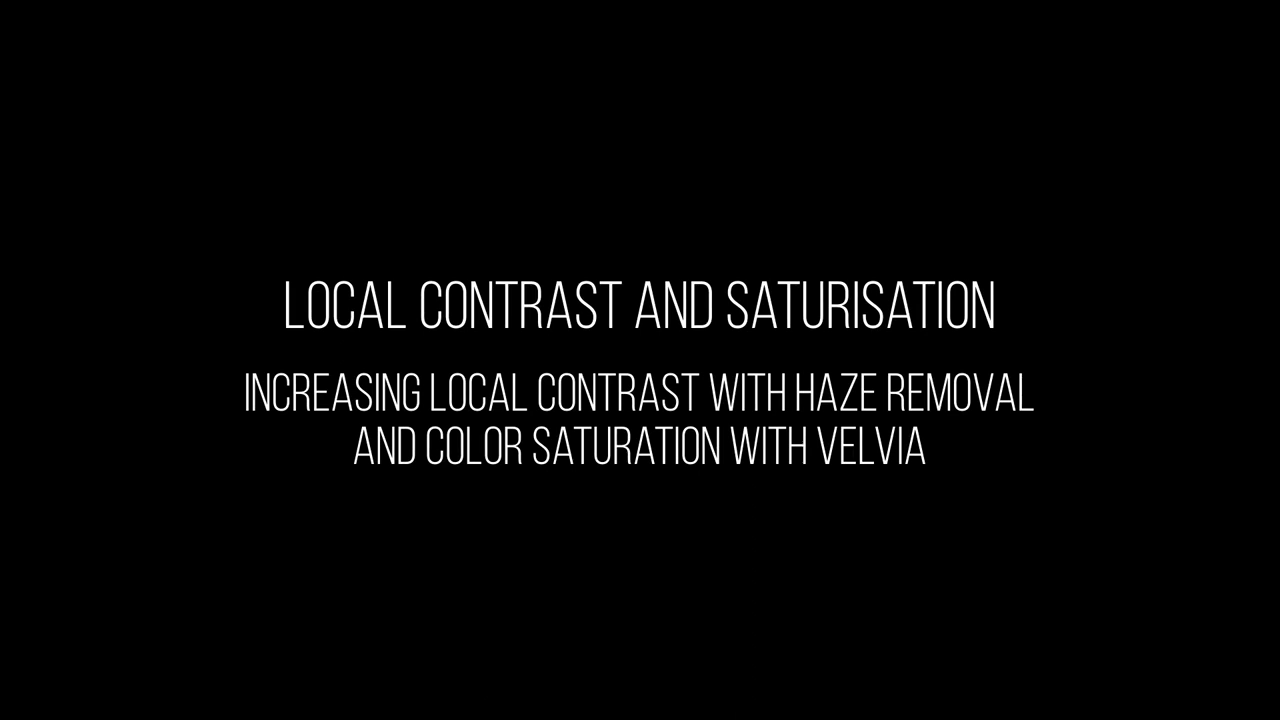 LOCAL CONTRAST AND SATURISATION
INCREASING LOCAL CONTRAST WITH HAZE REMOVAL
AND COLOR SATURATION WITH VELVIA